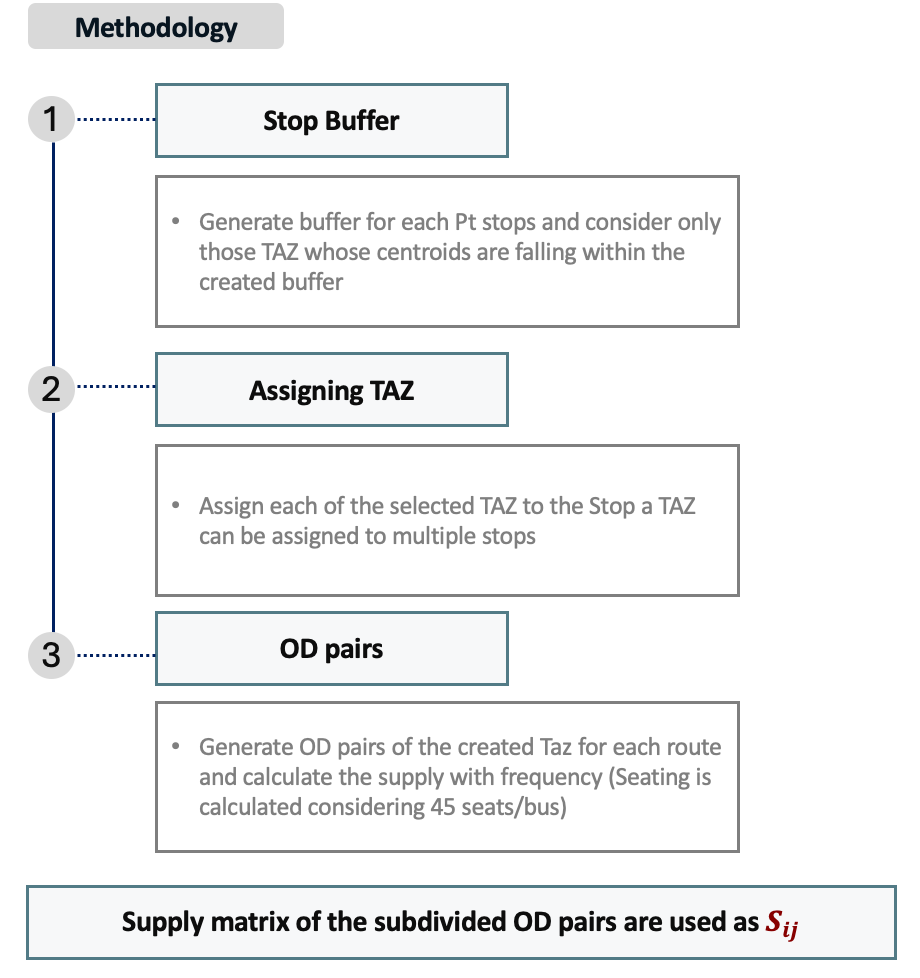 Methodology
1
Stop Buffer
• Generate buffer for each Pt stops and consider only
those TAZ whose centroids are falling within the
created buffer
2
Assigning TAZ
• Assign each of the selected TAZ to the Stop a TAZ
can be assigned to multiple stops
3
OD pairs
• Generate OD pairs of the created Taz for each route
and calculate the supply with frequency (Seating is
calculated considering 45 seats/bus)
Supply matrix of the subdivided OD pairs are used as S_ij